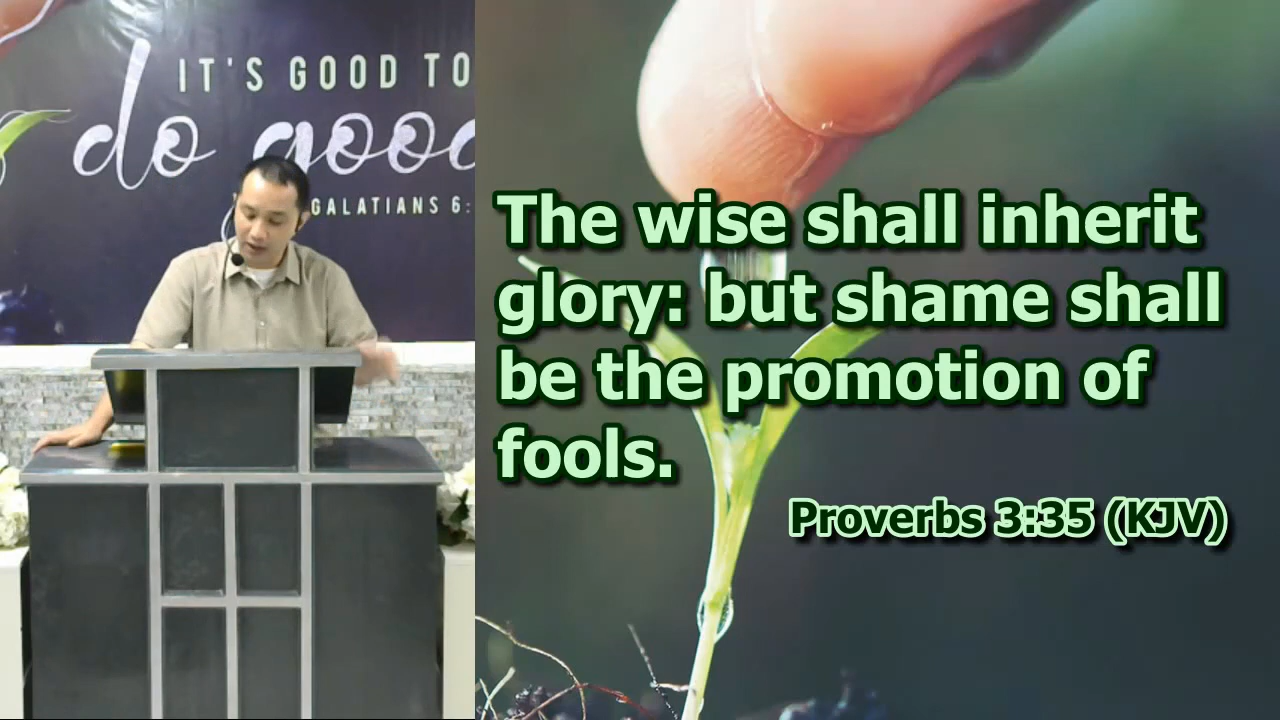 IT'S GOOD TO
do good
GALATIANS 6:
The wise shall inherit
glory: but shame shall
be the promotion of
fools.
Proverbs 3:35 (KJV)